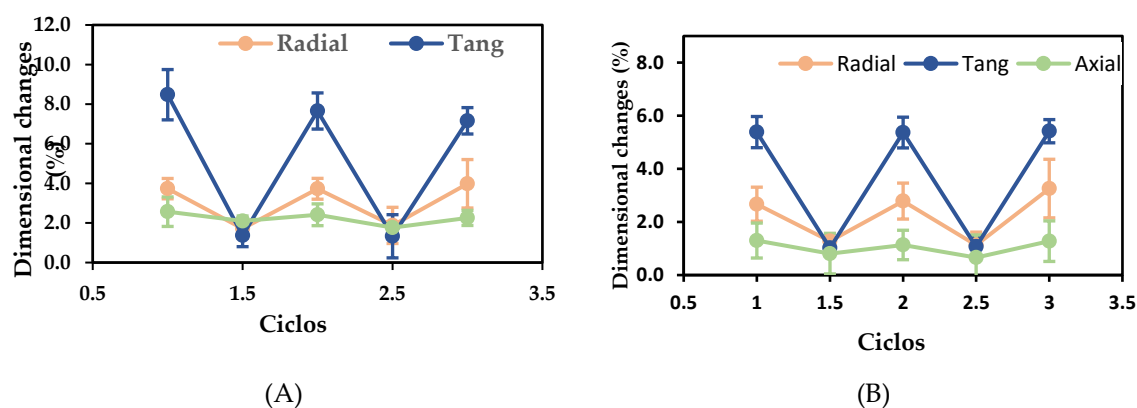 12.0
10.0
8.0
6.0
4.0
2.0
0.0
Dimensional changes
(%)
Radial Tang
0.5 1.5 2.5 3.5
Ciclos
(A)
8.0
6.0
4.0
2.0
0.0
Dimensional changes (%)
Radial Tang Axial
0.5 1 1.5 2 2.5 3 3.5
Ciclos
(B)